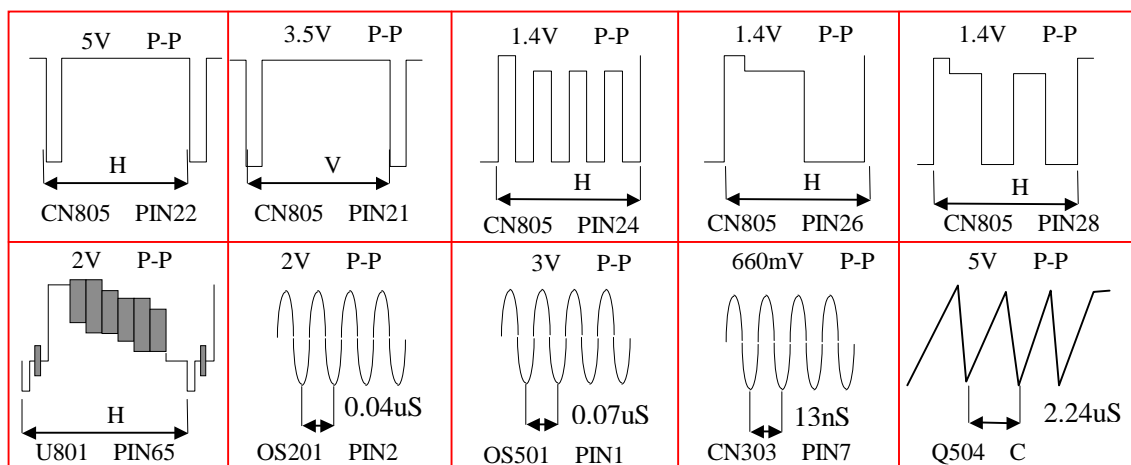 5V P-P
H
CN805 PIN22
3.5V P-P
V
CN805 PIN21
1.4V P-P
H
CN805 PIN24
1.4V P-P
H
CN805 PIN26
1.4V P-P
H
CN805 PIN28
2V P-P
H
U801 PIN65
2V P-P
0.04uS
OS201 PIN2
3V P-P
0.07uS
OS501 PIN1
660mV P-P
13nS
CN303 PIN7
5V P-P
2.24uS
Q504 C